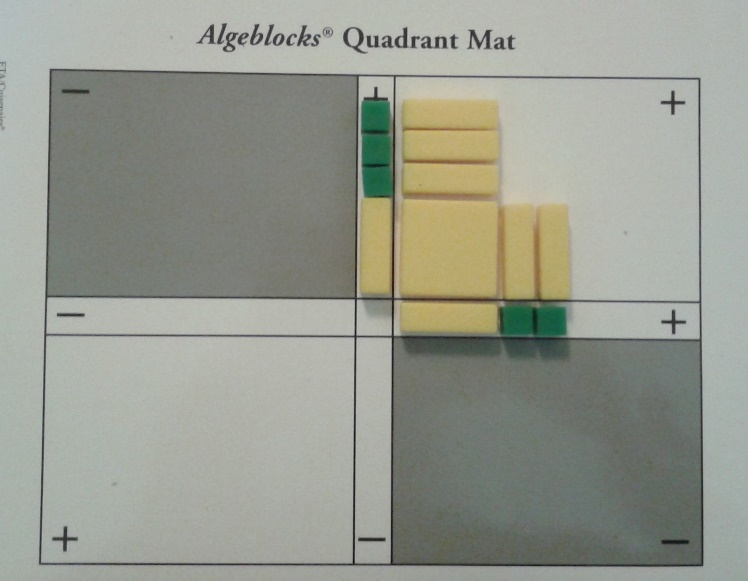 Algeblocks® Quadrant Mat
− + +
− +
+ − −